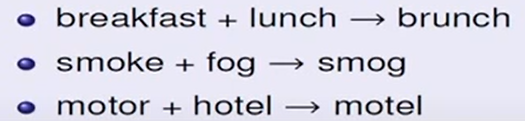 • breakfast + lunch → brunch
• smoke + fog → smog
• motor + hotel → motel